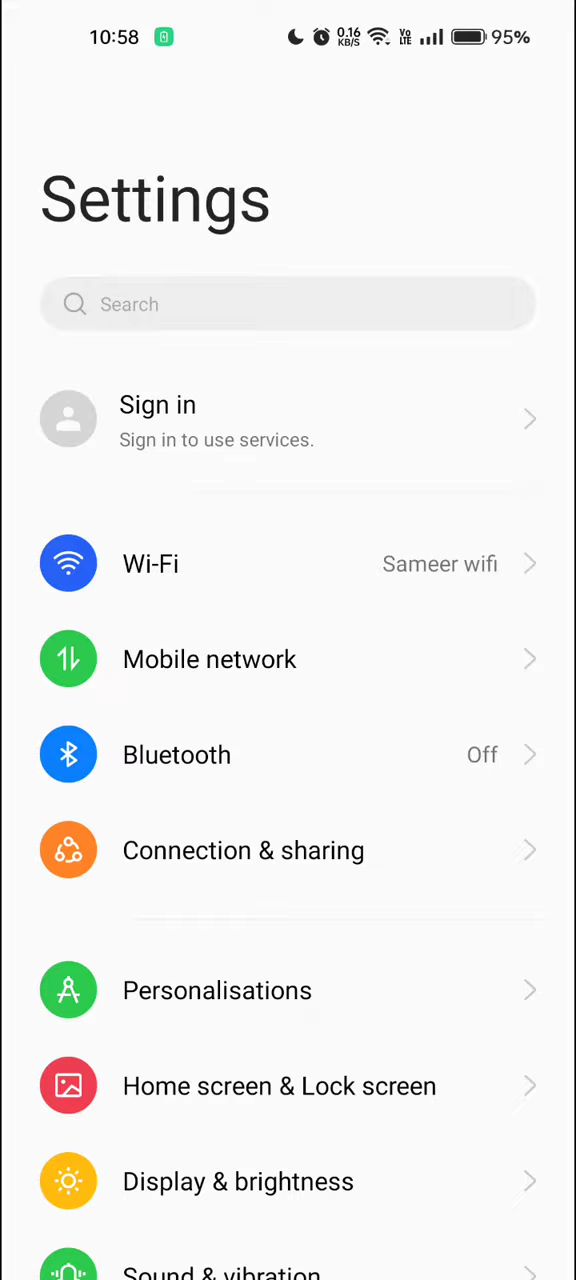 10:58 0.16 KB/S Vo LTE 95%
Settings
Search
Sign in
Sign in to use services.
Wi-Fi Sameer wifi
Mobile network
Bluetooth Off
Connection & sharing
Personalisations
Home screen & Lock screen
Display & brightness
Sound & vibration